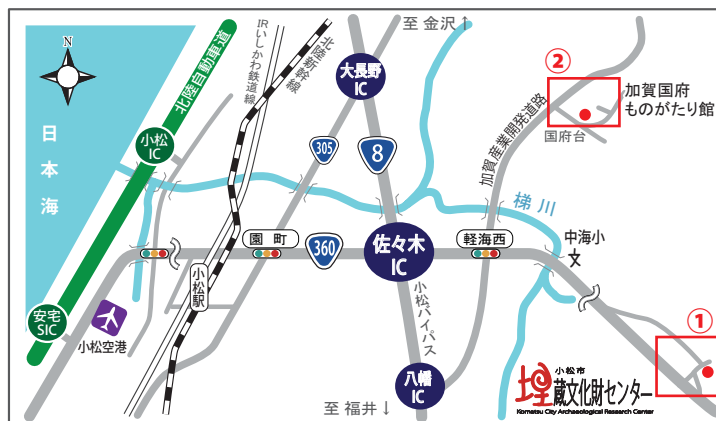 至 金沢↑
N
日本海
北陸自動車道
小松
IC
安宅
SIC
小松空港
IRいしかわ鉄道線
北陸新幹線
小松駅
園町
305
大長野
IC
8
360
佐々木
IC
小松バイパス
八幡
IC
至 福井↓
軽海西
加賀産業開発道路
梯川
中海小
文
②
加賀国府
ものがたり館
国府台
①
小松市
埋蔵文化財センター
Komatsu City Archaeological Research Center